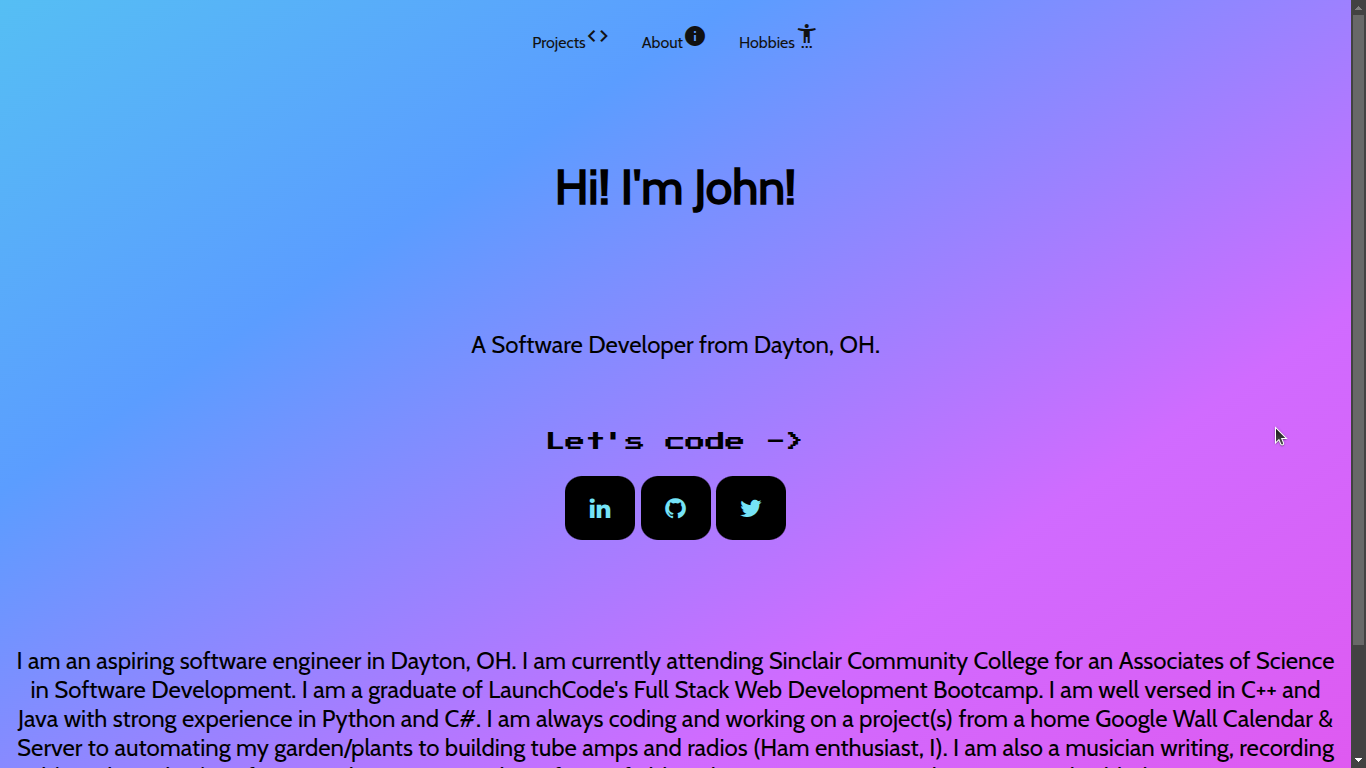 Projects About Hobbies
Hi! I'm John!
A Software Developer from Dayton, OH.
Let's code ->
in
I am an aspiring software engineer in Dayton, OH. I am currently attending Sinclair Community College for an Associates of Science
in Software Development. I am a graduate of LaunchCode's Full Stack Web Development Bootcamp. I am well versed in C++ and
Java with strong experience in Python and C#. I am always coding and working on a project(s) from a home Google Wall Calendar &
Server to automating my garden/plants to building tube amps and radios (Ham enthusiast, I). I am also a musician writing, recording